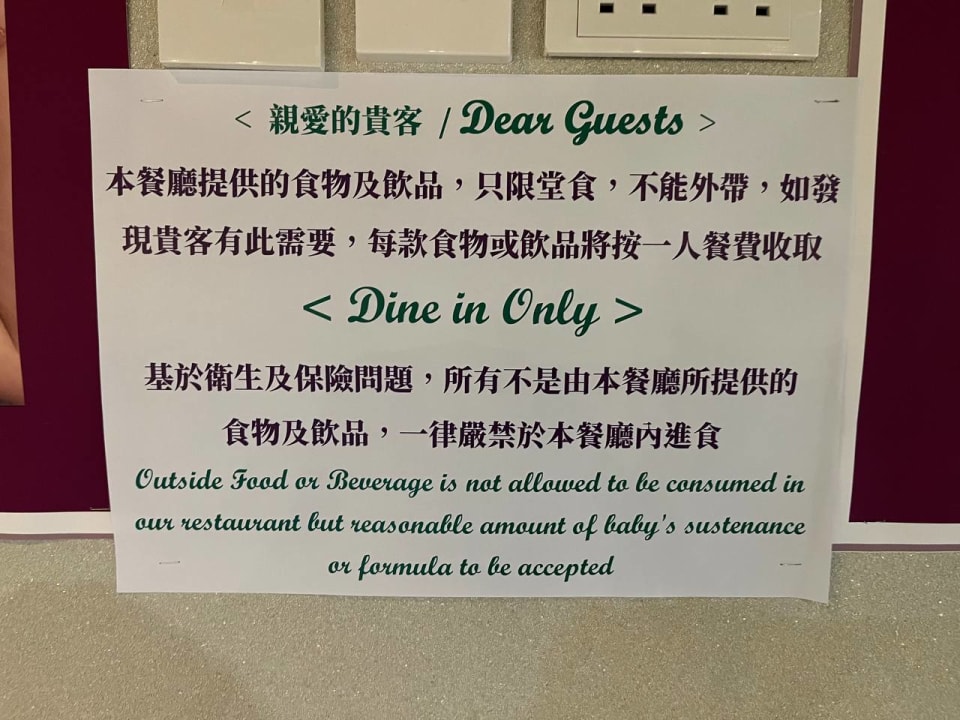 < 親愛的貴客 / Dear Guests >
本餐廳提供的食物及飲品，只限堂食，不能外帶，如發
現貴客有此需要，每款食物或飲品將按一人餐費收取
< Dine in Only >
基於衛生及保險問題，所有不是由本餐廳所提供的
食物及飲品，一律嚴禁於本餐廳內進食
Outside Food or Beverage is not allowed to be consumed in
our restaurant but reasonable amount of baby's sustenance
or formula to be accepted